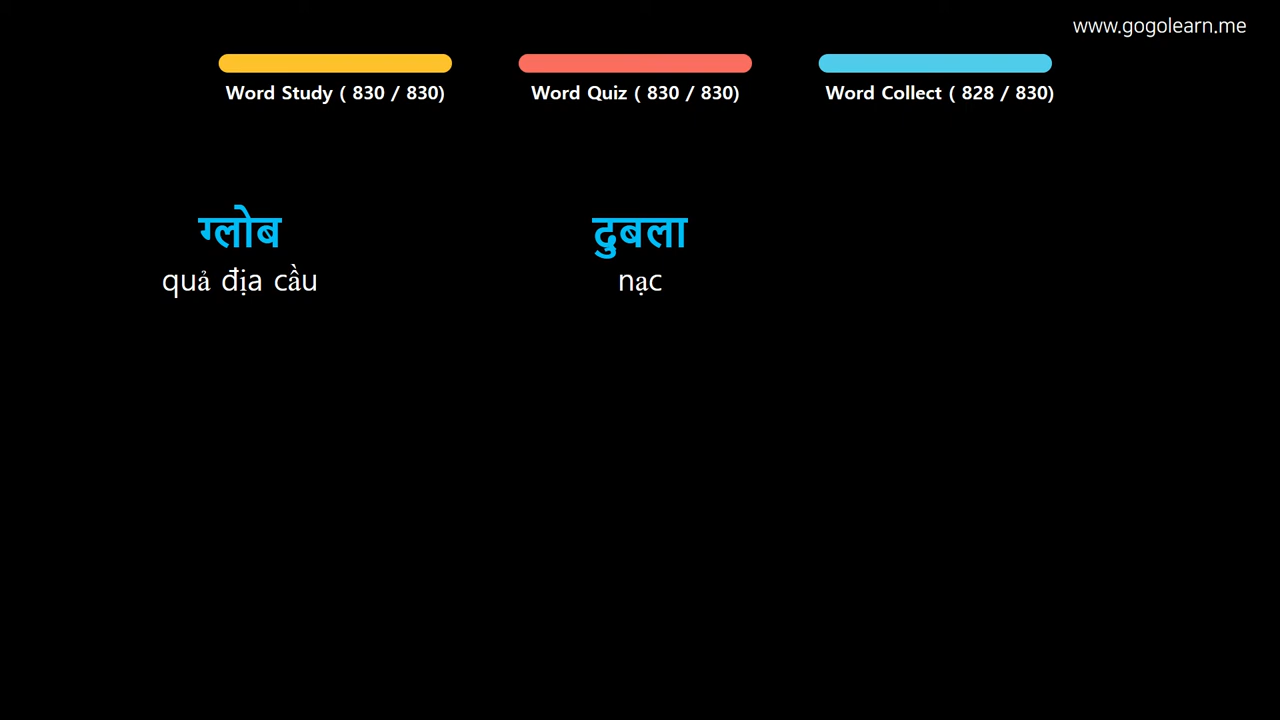 www.gogolearn.me
Word Study ( 830 / 830)
Word Quiz ( 830 / 830)
Word Collect ( 828 / 830)
ग्लोब
quả địa cầu
दुबला
nạc